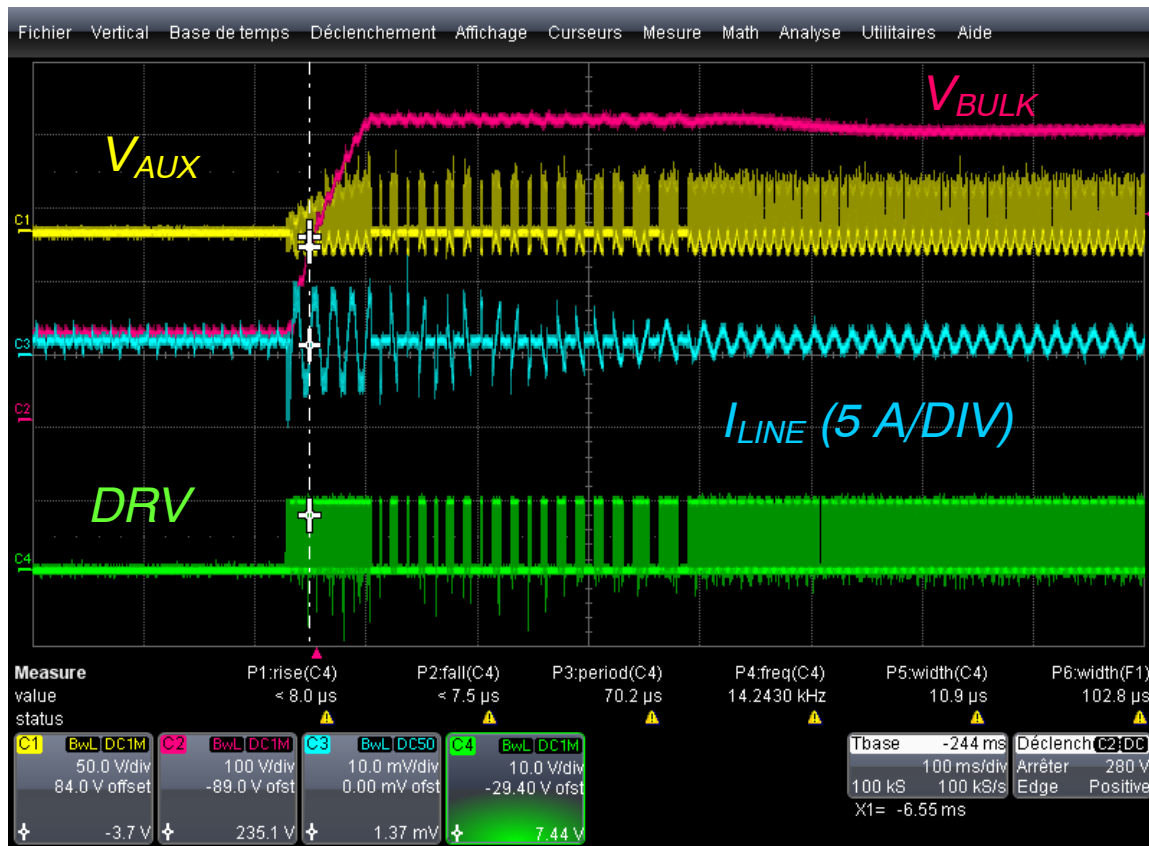 Fichier Vertical Base de temps Déclenchement Affichage Curseurs Mesure Math Analyse Utilitaires Aide
VBULK
VAUX
C1
C3
C2
ILINE (5 A/DIV)
DRV
C4
Measure P1:rise(C4) P2:fall(C4) P3:period(C4) P4:freq(C4) P5:width(C4) P6:width(F1)
value < 8.0 µs < 7.5 µs 70.2 µs 14.2430 kHz 10.9 µs 102.8 µs
status
C1 BwL DC1M C2 BwL DC1M C3 BwL DC50 C4 BwL DC1M Tbase -244 ms Déclench C2 DC
50.0 V/div 100 V/div 10.0 mV/div 10.0 V/div 100 ms/div Arrêter 280 V
84.0 V offset -89.0 V ofst 0.00 mV ofst -29.40 V ofst 100 kS 100 kS/s Edge Positive
X1= -6.55 ms
-3.7 V 235.1 V 1.37 mV 7.44 V